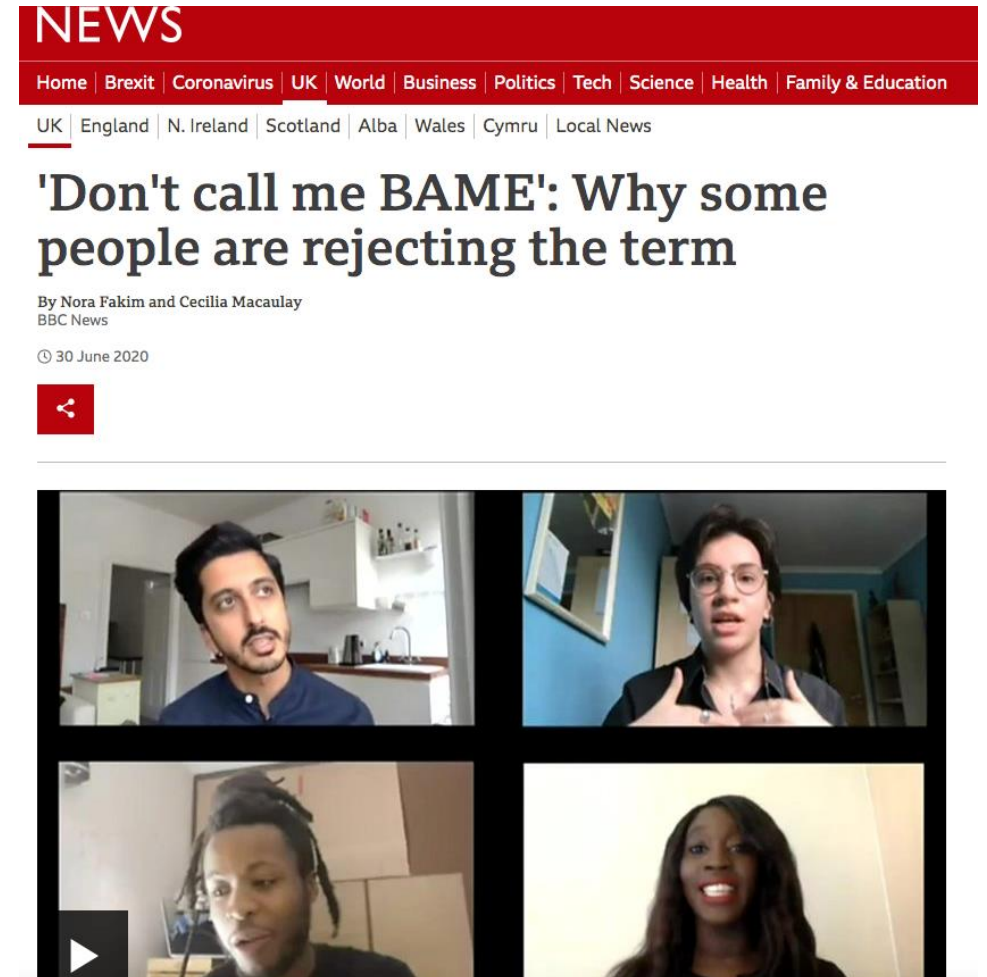 NEWS
Home Brexit Coronavirus UK World Business Politics Tech Science Health Family & Education
UK England N. Ireland Scotland Alba Wales Cymru Local News
'Don't call me BAME': Why some
people are rejecting the term
By Nora Fakim and Cecilia Macaulay
BBC News
30 June 2020